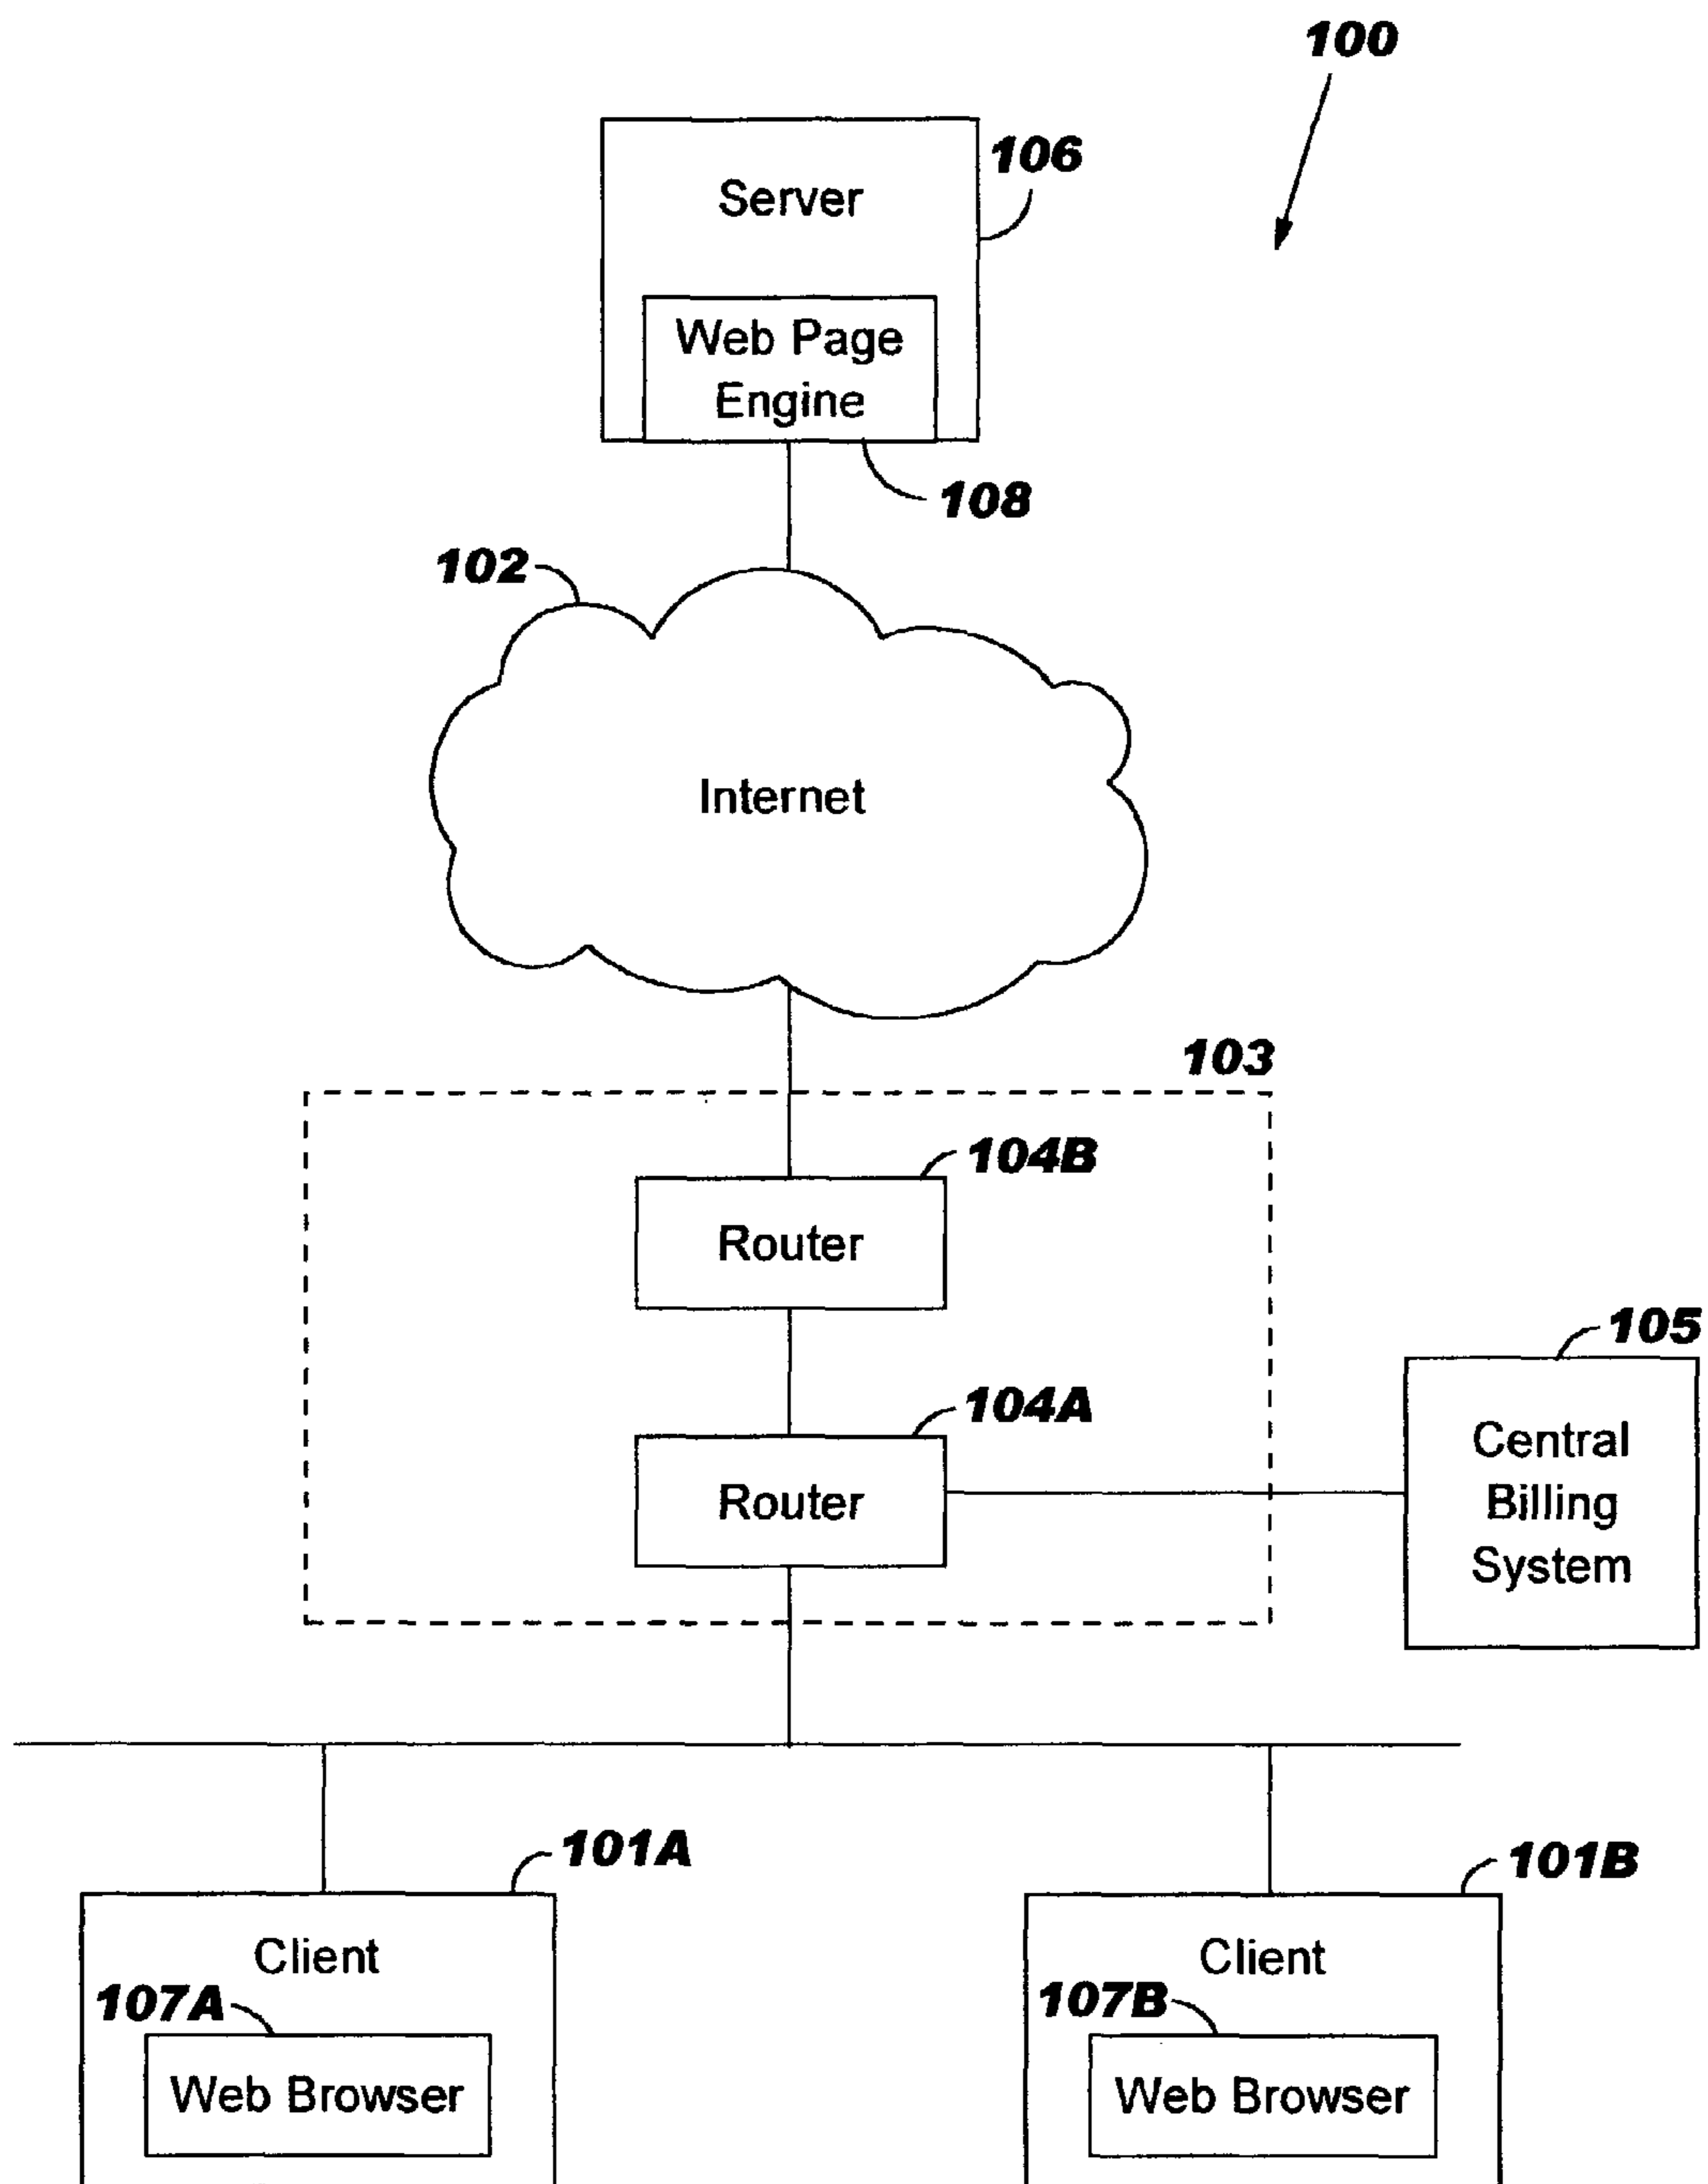 100
106
Server
Web Page
Engine
108
102
Internet
103
104B
Router
104A
Router
105
Central
Billing
System
101A
101B
Client
Client
107A
107B
Web Browser
Web Browser